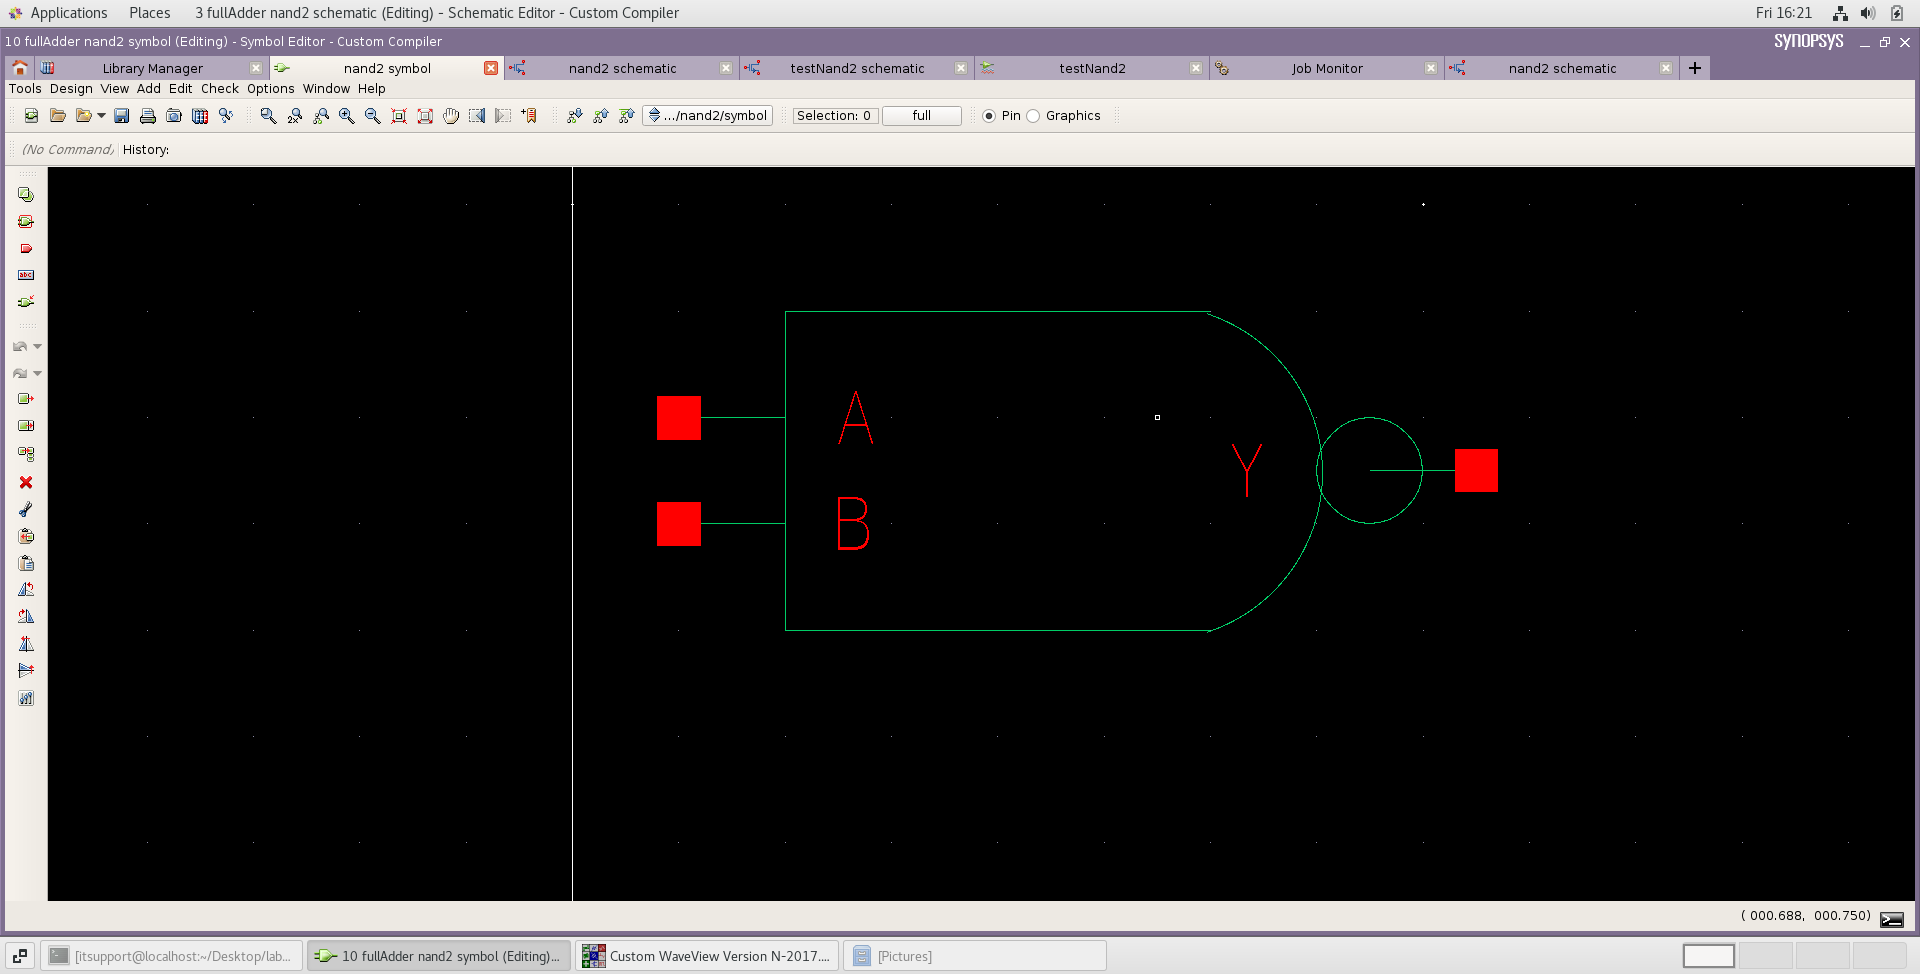 Applications Places 3 fullAdder nand2 schematic (Editing) - Schematic Editor - Custom Compiler Fri 16:21
10 fullAdder nand2 symbol (Editing) - Symbol Editor - Custom Compiler SYNOPSYS
Library Manager nand2 symbol nand2 schematic testNand2 schematic testNand2 Job Monitor nand2 schematic
Tools Design View Add Edit Check Options Window Help
.../nand2/symbol Selection: 0 full Pin Graphics
(No Command) History:
abc
A
Y
B
( 000.688, 000.750)
[itsupport@localhost:~/Desktop/lab... 10 fullAdder nand2 symbol (Editing)... Custom WaveView Version N-2017.... [Pictures]